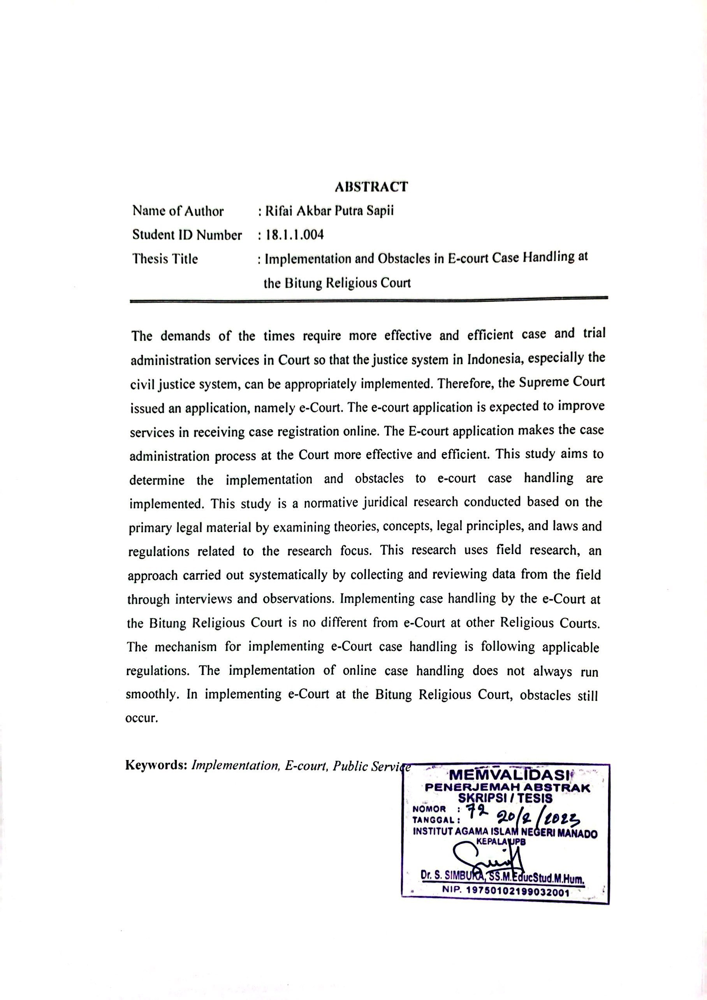 ABSTRACT
Name of Author : Rifai Akbar Putra Sapii
Student ID Number : 18.1.1.004
Thesis Title : Implementation and Obstacles in E-court Case Handling at
the Bitung Religious Court
The demands of the times require more effective and efficient case and trial
administration services in Court so that the justice system in Indonesia, especially the
civil justice system, can be appropriately implemented. Therefore, the Supreme Court
issued an application, namely e-Court. The e-court application is expected to improve
services in receiving case registration online. The E-court application makes the case
administration process at the Court more effective and efficient. This study aims to
determine the implementation and obstacles to e-court case handling are
implemented. This study is a normative juridical research conducted based on the
primary legal material by examining theories, concepts, legal principles, and laws and
regulations related to the research focus. This research uses field research, an
approach carried out systematically by collecting and reviewing data from the field
through interviews and observations. Implementing case handling by the e-Court at
the Bitung Religious Court is no different from e-Court at other Religious Courts.
The mechanism for implementing e-Court case handling is following applicable
regulations. The implementation of online case handling does not always run
smoothly. In implementing e-Court at the Bitung Religious Court, obstacles still
occur.
Keywords: Implementation, E-court, Public Service
MEMVALIDASI
PENERJEMAH ABSTRAK
SKRIPSI / TESIS
NOMOR : 72
TANGGAL : 20/2/2023
INSTITUT AGAMA ISLAM NEGERI MANADO
KEPALA UPB
Dr. S. SIMBUKA, SS.M.EducStud.M.Hum.
NIP. 19750102199032001